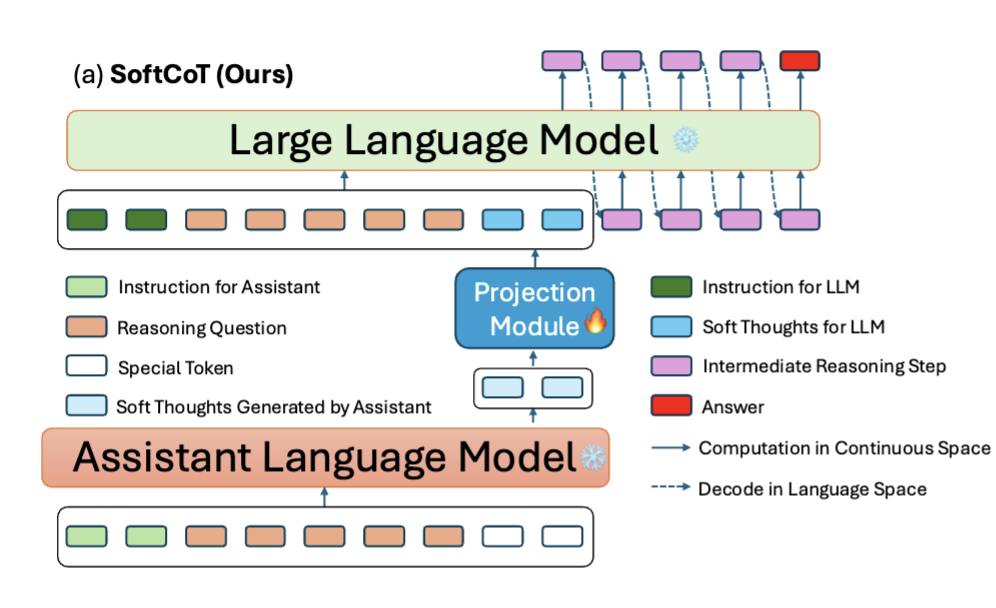 (a) SoftCoT (Ours)
Large Language Model
Projection
Module
Instruction for Assistant
Reasoning Question
Special Token
Soft Thoughts Generated by Assistant
Instruction for LLM
Soft Thoughts for LLM
Intermediate Reasoning Step
Answer
Computation in Continuous Space
Decode in Language Space
Assistant Language Model